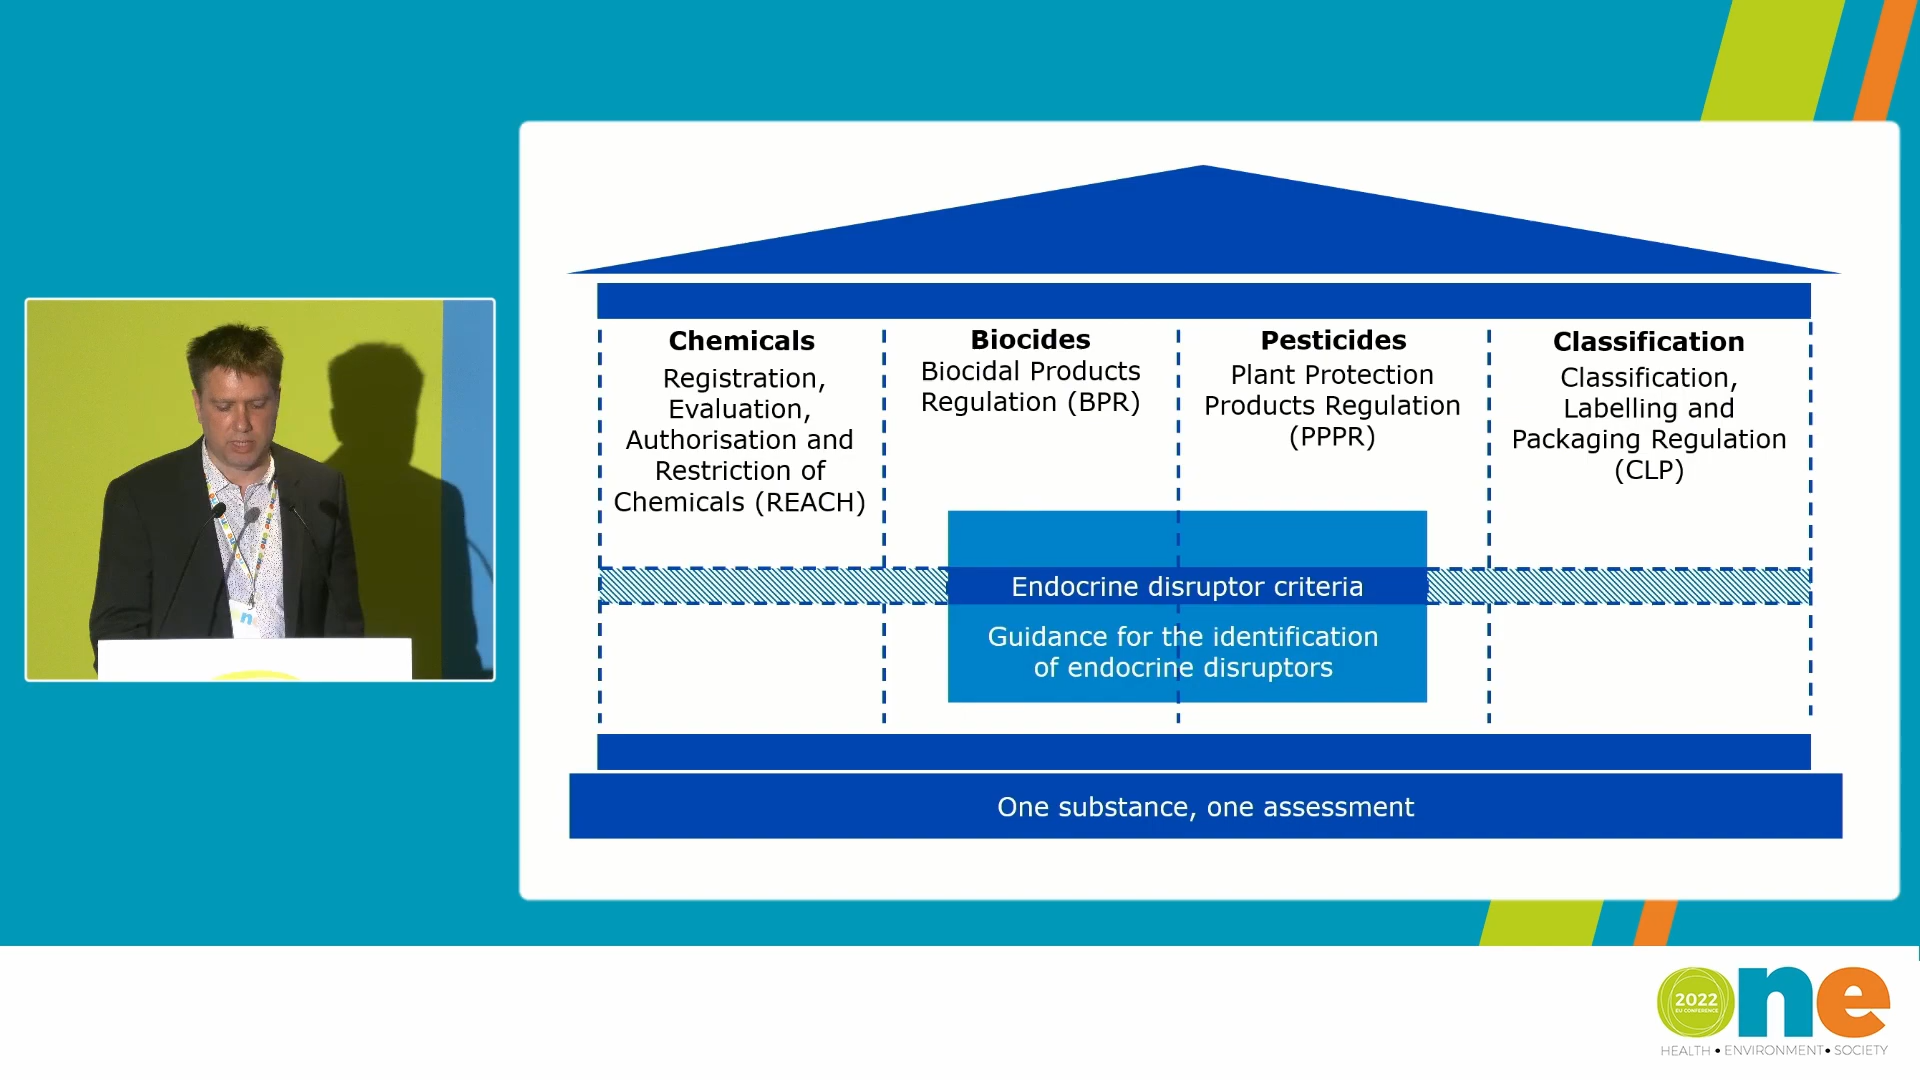 Chemicals
Registration,
Evaluation,
Authorisation and
Restriction of
Chemicals (REACH)
Biocides
Biocidal Products
Regulation (BPR)
Pesticides
Plant Protection
Products Regulation
(PPPR)
Classification
Classification,
Labelling and
Packaging Regulation
(CLP)
Endocrine disruptor criteria
Guidance for the identification
of endocrine disruptors
One substance, one assessment
one
2022
EU CONFERENCE
HEALTH • ENVIRONMENT • SOCIETY